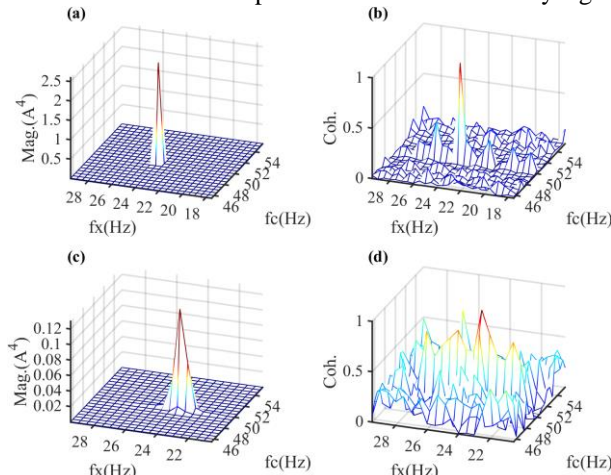 (a)
2.5
2
1.5
1
0.5
Mag.(A⁴)
28 26 24 22 20 18
fx(Hz)
46 48 50 52 54
fc(Hz)
(b)
1
0.5
0
Coh.
28 26 24 22 20 18
fx(Hz)
46 48 50 52 54
fc(Hz)
(c)
0.12
0.1
0.08
0.06
0.04
0.02
Mag.(A⁴)
28 26 24 22
fx(Hz)
46 48 50 52 54
fc(Hz)
(d)
1
0.5
0
Coh.
28 26 24 22
fx(Hz)
46 48 50 52 54
fc(Hz)